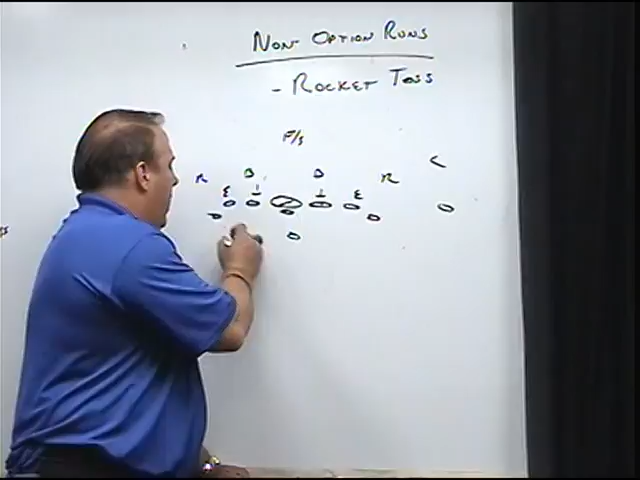 Non-Option Runs
- Rocket Toss
F/S
C
R B B R
E T T E